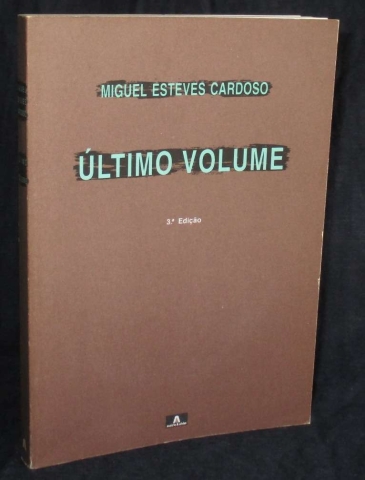 MIGUEL ESTEVES CARDOSO
ÚLTIMO VOLUME
3.ª Edição